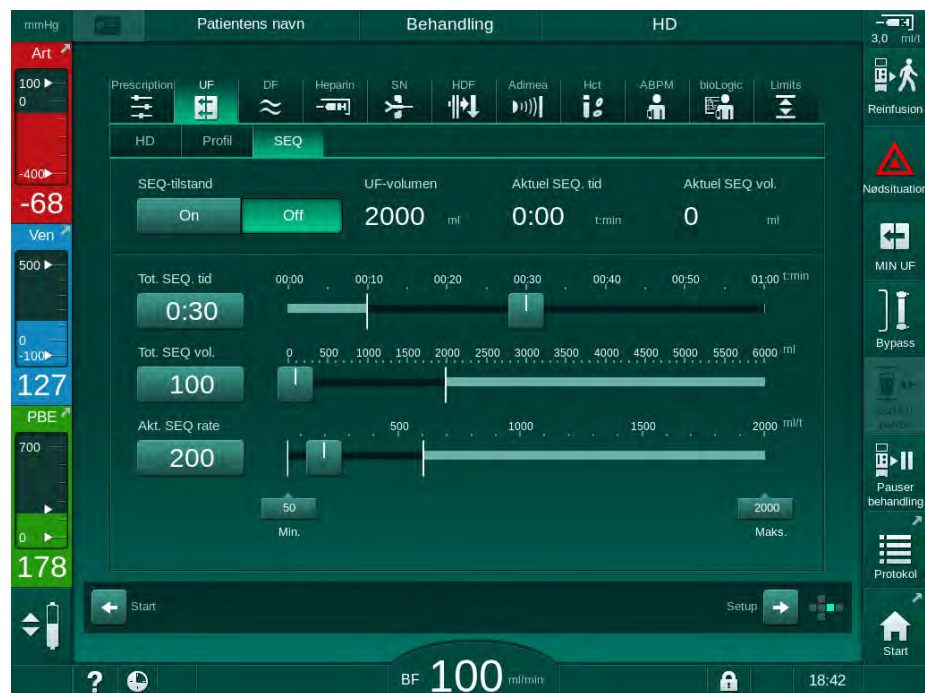 mmHg
Patientens navn
Behandling
HD
3,0 ml/t
Art
100
0
-400
-68
Ven
500
0
-100
127
PBE
700
0
178
Prescription
UF
DF
Heparin
SN
HDF
Adimea
Hct
ABPM
bioLogic
Limits
HD
Profil
SEQ
SEQ-tilstand
On
Off
UF-volumen
2000 ml
Aktuel SEQ. tid
0:00 t:min
Aktuel SEQ vol.
0 ml
Tot. SEQ. tid
0:30
00:00 00:10 00:20 00:30 00:40 00:50 01:00 t:min
Tot. SEQ vol.
100
0 500 1000 1500 2000 2500 3000 3500 4000 4500 5000 5500 6000 ml
Akt. SEQ rate
200
500 1000 1500 2000 ml/t
50
Min.
2000
Maks.
Start
Setup
Reinfusion
Nødsituation
MIN UF
Bypass
Pauser
behandling
Protokol
Start
?
BF 100 ml/min
18:42